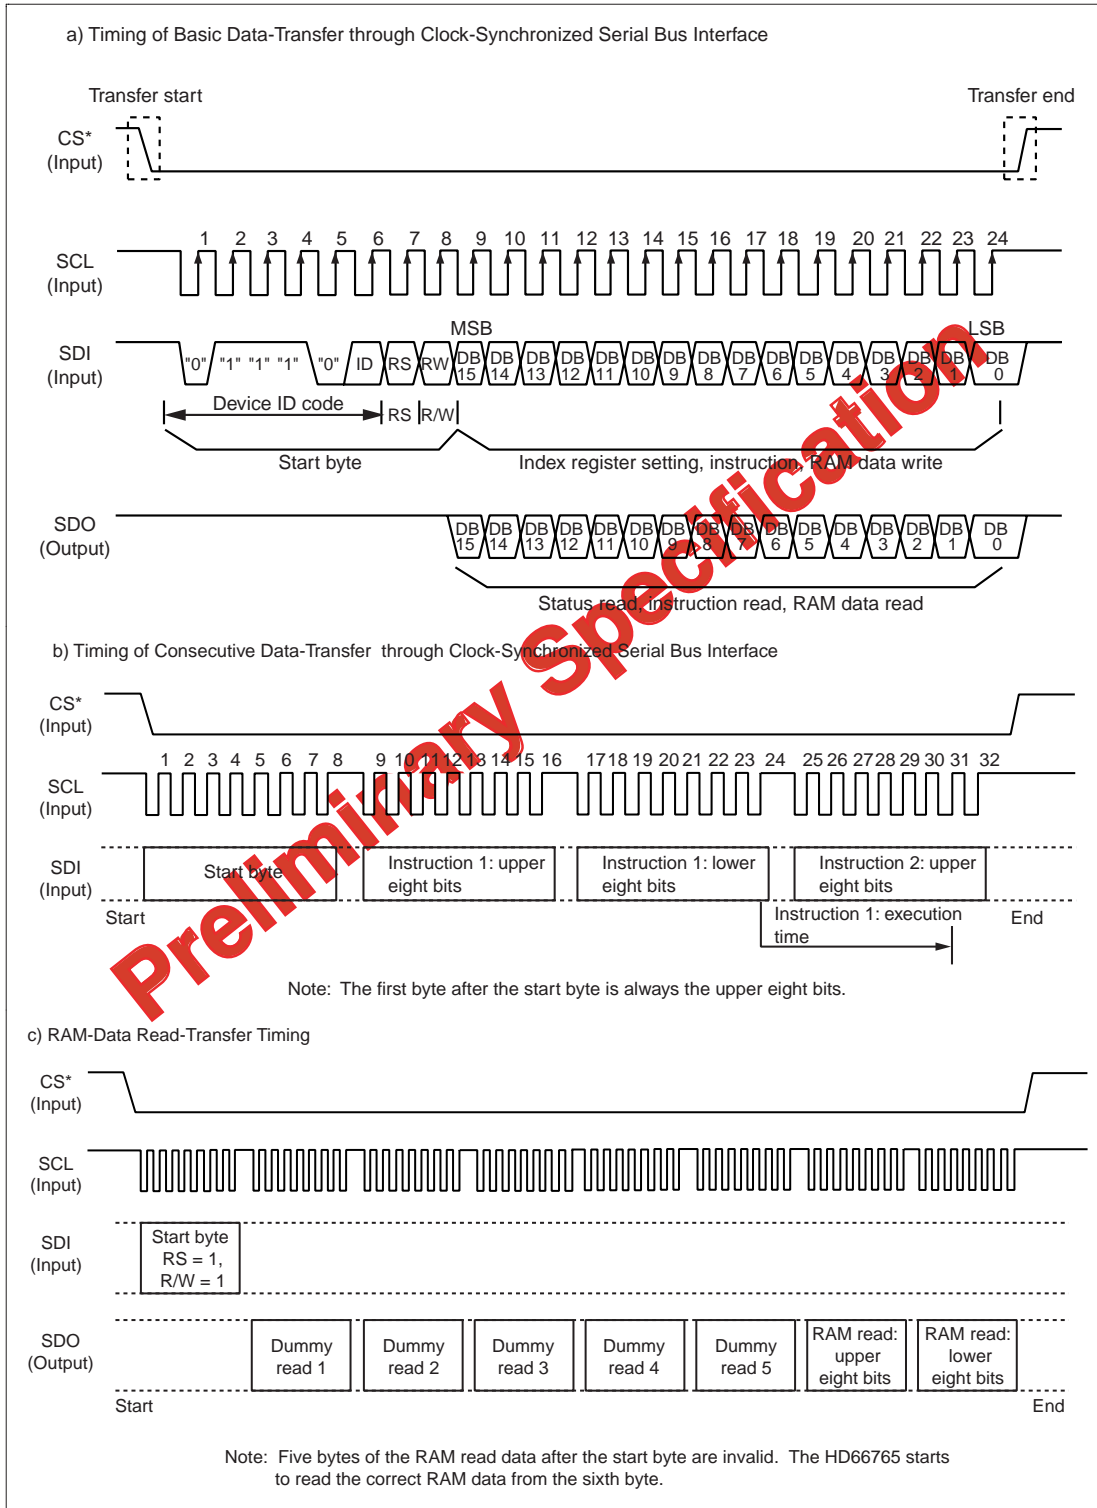 a) Timing of Basic Data-Transfer through Clock-Synchronized Serial Bus Interface
Transfer start
Transfer end
CS*
(Input)
1 2 3 4 5 6 7 8 9 10 11 12 13 14 15 16 17 18 19 20 21 22 23 24
SCL
(Input)
MSB
LSB
SDI
(Input)
"0" "1" "1" "1" "0" ID RS RW DB 15 DB 14 DB 13 DB 12 DB 11 DB 10 DB 9 DB 8 DB 7 DB 6 DB 5 DB 4 DB 3 DB 2 DB 1 DB 0
Device ID code
RS
R/W
Start byte
Index register setting, instruction, RAM data write
SDO
(Output)
DB 15 DB 14 DB 13 DB 12 DB 11 DB 10 DB 9 DB 8 DB 7 DB 6 DB 5 DB 4 DB 3 DB 2 DB 1 DB 0
Status read, instruction read, RAM data read
Preliminary Specification
b) Timing of Consecutive Data-Transfer through Clock-Synchronized Serial Bus Interface
CS*
(Input)
1 2 3 4 5 6 7 8 9 10 11 12 13 14 15 16 17 18 19 20 21 22 23 24 25 26 27 28 29 30 31 32
SCL
(Input)
SDI
(Input)
Start byte
Instruction 1: upper
eight bits
Instruction 1: lower
eight bits
Instruction 2: upper
eight bits
Start
Instruction 1: execution
time
End
Note: The first byte after the start byte is always the upper eight bits.
c) RAM-Data Read-Transfer Timing
CS*
(Input)
SCL
(Input)
SDI
(Input)
Start byte
RS = 1,
R/W = 1
SDO
(Output)
Dummy
read 1
Dummy
read 2
Dummy
read 3
Dummy
read 4
Dummy
read 5
RAM read:
upper
eight bits
RAM read:
lower
eight bits
Start
End
Note: Five bytes of the RAM read data after the start byte are invalid. The HD66765 starts
to read the correct RAM data from the sixth byte.